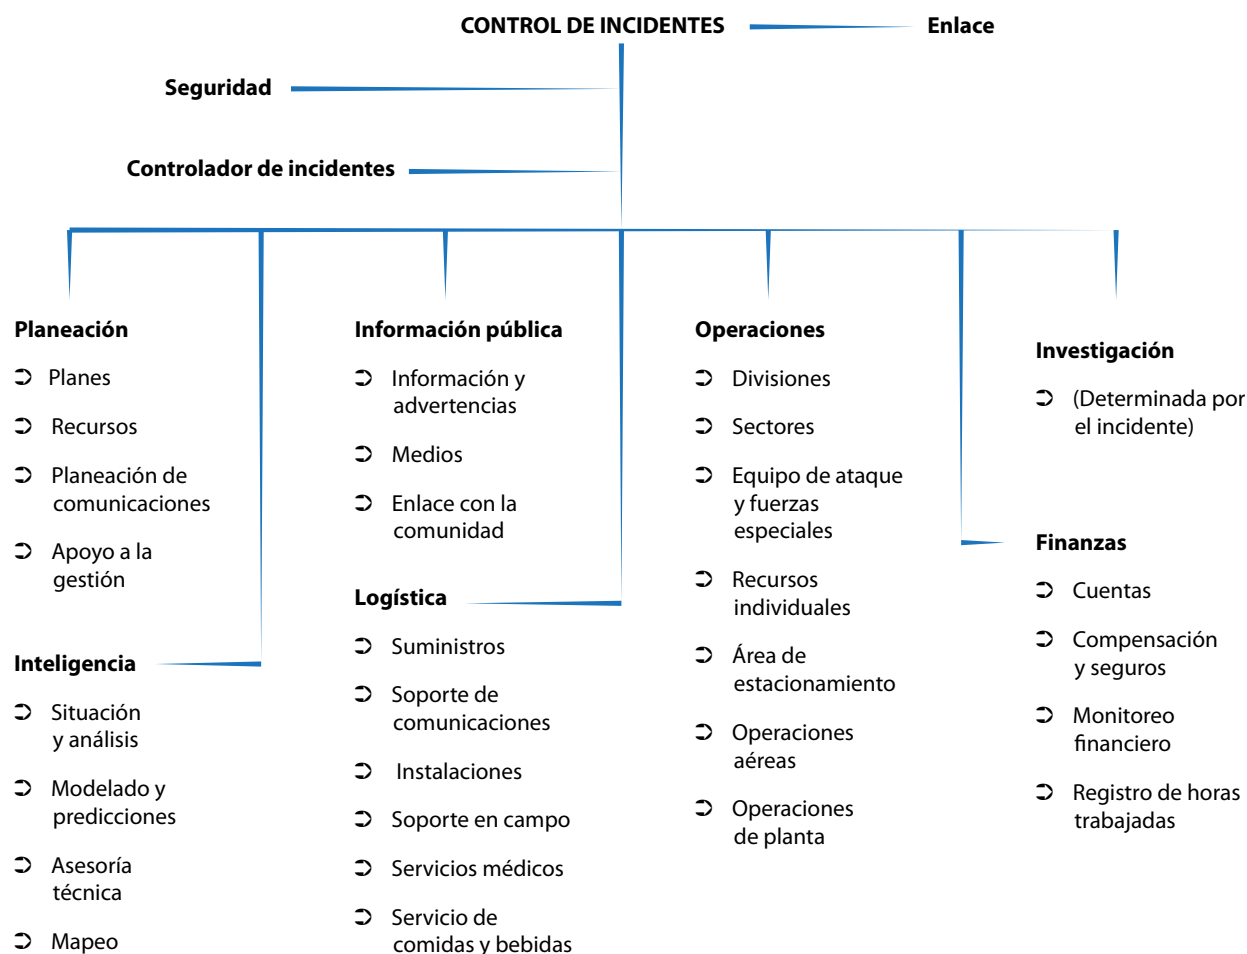 CONTROL DE INCIDENTES
Enlace
Seguridad
Controlador de incidentes
Planeación
Planes
Recursos
Planeación de
comunicaciones
Apoyo a la
gestión
Inteligencia
Situación
y análisis
Modelado y
predicciones
Asesoría
técnica
Mapeo
Información pública
Información y
advertencias
Medios
Enlace con la
comunidad
Logística
Suministros
Soporte de
comunicaciones
Instalaciones
Soporte en campo
Servicios médicos
Servicio de
comidas y bebidas
Operaciones
Divisiones
Sectores
Equipo de ataque
y fuerzas
especiales
Recursos
individuales
Área de
estacionamiento
Operaciones
aéreas
Operaciones
de planta
Investigación
(Determinada por
el incidente)
Finanzas
Cuentas
Compensación
y seguros
Monitoreo
financiero
Registro de horas
trabajadas